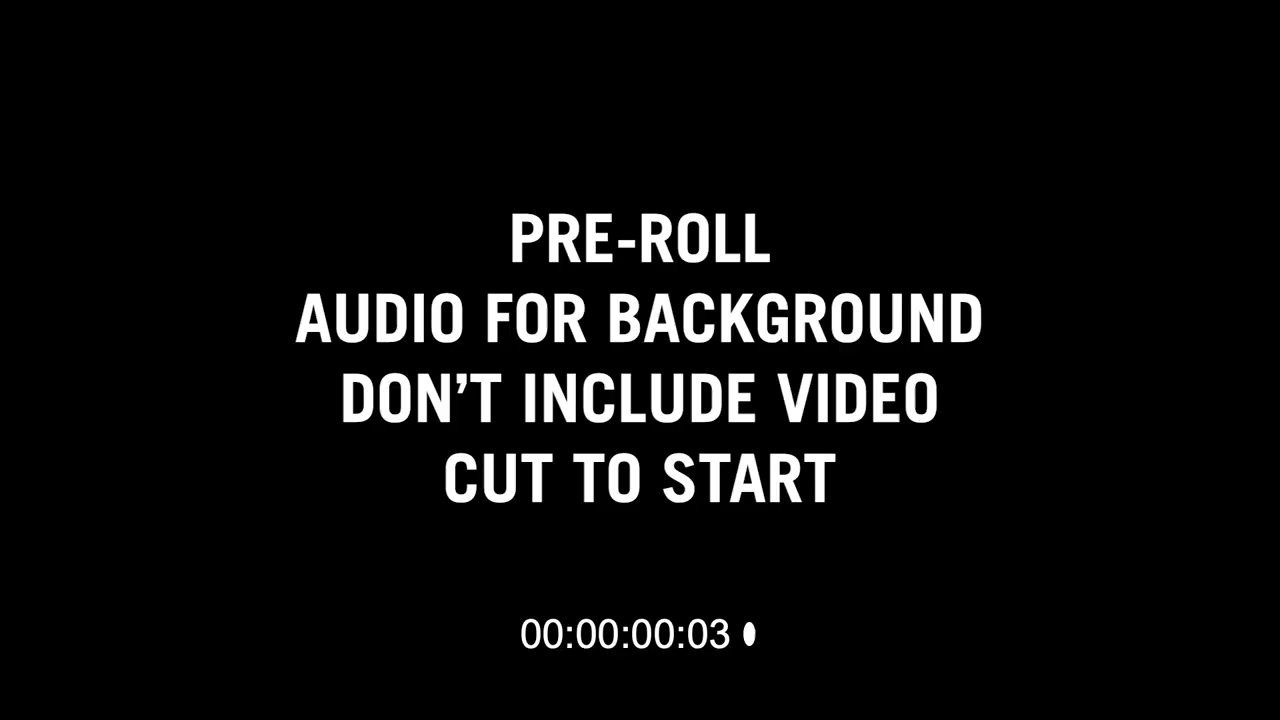 PRE-ROLL
AUDIO FOR BACKGROUND
DON’T INCLUDE VIDEO
CUT TO START
00:00:00:03